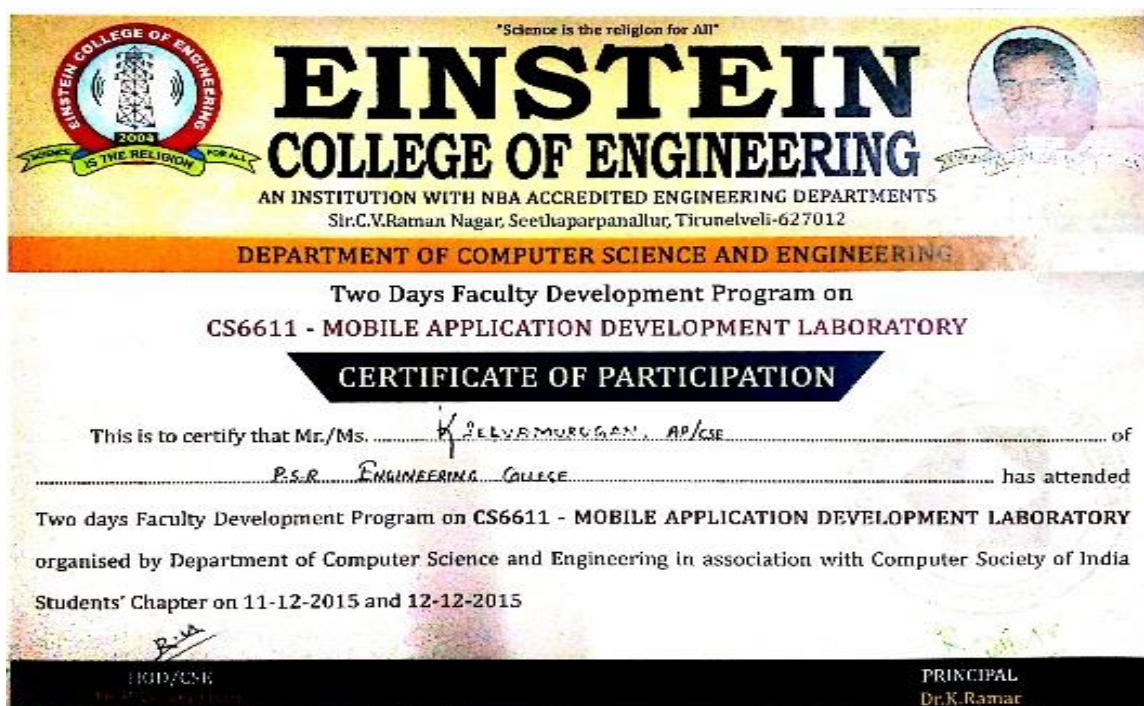 "Science is the religion for All"
EINSTEIN COLLEGE OF ENGINEERING
2004
SCIENCE IS THE RELIGION FOR ALL
EINSTEIN
COLLEGE OF ENGINEERING
AN INSTITUTION WITH NBA ACCREDITED ENGINEERING DEPARTMENTS
Sir.C.V.Raman Nagar, Seethaparpanallur, Tirunelveli-627012
DEPARTMENT OF COMPUTER SCIENCE AND ENGINEERING
Two Days Faculty Development Program on
CS6611 - MOBILE APPLICATION DEVELOPMENT LABORATORY
CERTIFICATE OF PARTICIPATION
This is to certify that Mr./Ms. K SELVAMURUGAN, AP/CSE of
P.S.R ENGINEERING COLLEGE has attended
Two days Faculty Development Program on CS6611 - MOBILE APPLICATION DEVELOPMENT LABORATORY
organised by Department of Computer Science and Engineering in association with Computer Society of India
Students' Chapter on 11-12-2015 and 12-12-2015
HOD/CSE
PRINCIPAL
Dr.K.Ramar